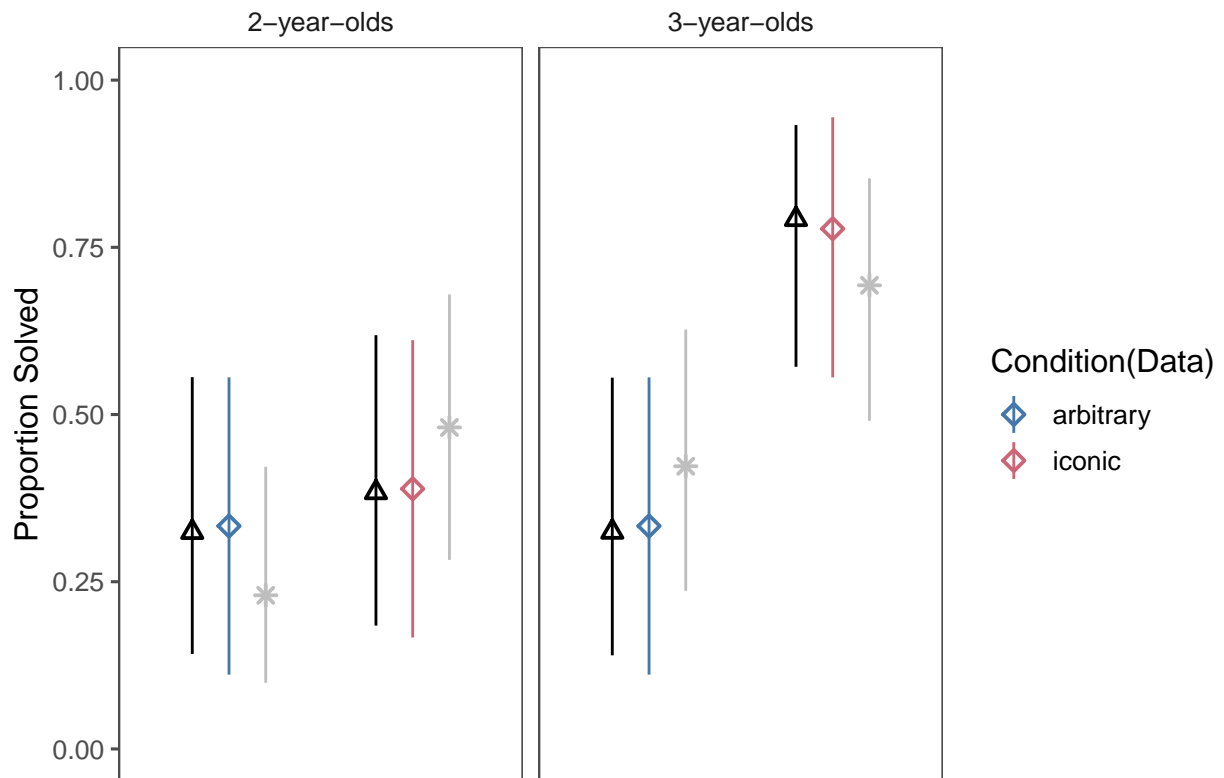 2−year−olds
3−year−olds
1.00
0.75
0.50
0.25
0.00
Proportion Solved
Condition(Data)
arbitrary
iconic